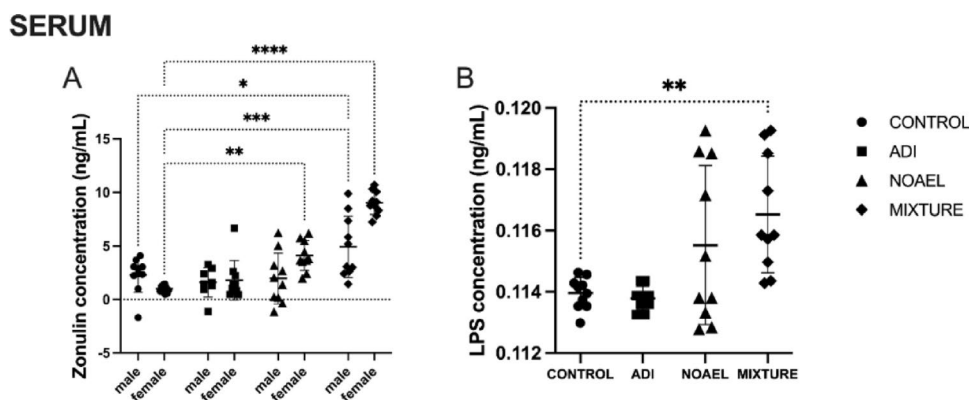 SERUM
A
****
*
***
**
Zonulin concentration (ng/mL)
15
10
5
0
-5
male
female
male
female
male
female
male
female
B
**
LPS concentration (ng/mL)
0.120
0.118
0.116
0.114
0.112
CONTROL
ADI
NOAEL
MIXTURE
CONTROL
ADI
NOAEL
MIXTURE